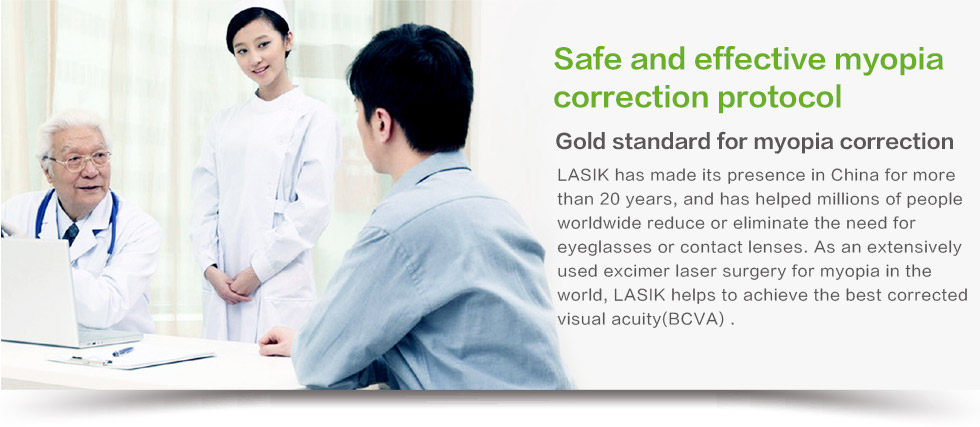 Safe and effective myopia
correction protocol
Gold standard for myopia correction
LASIK has made its presence in China for more
than 20 years, and has helped millions of people
worldwide reduce or eliminate the need for
eyeglasses or contact lenses. As an extensively
used excimer laser surgery for myopia in the
world, LASIK helps to achieve the best corrected
visual acuity(BCVA) .